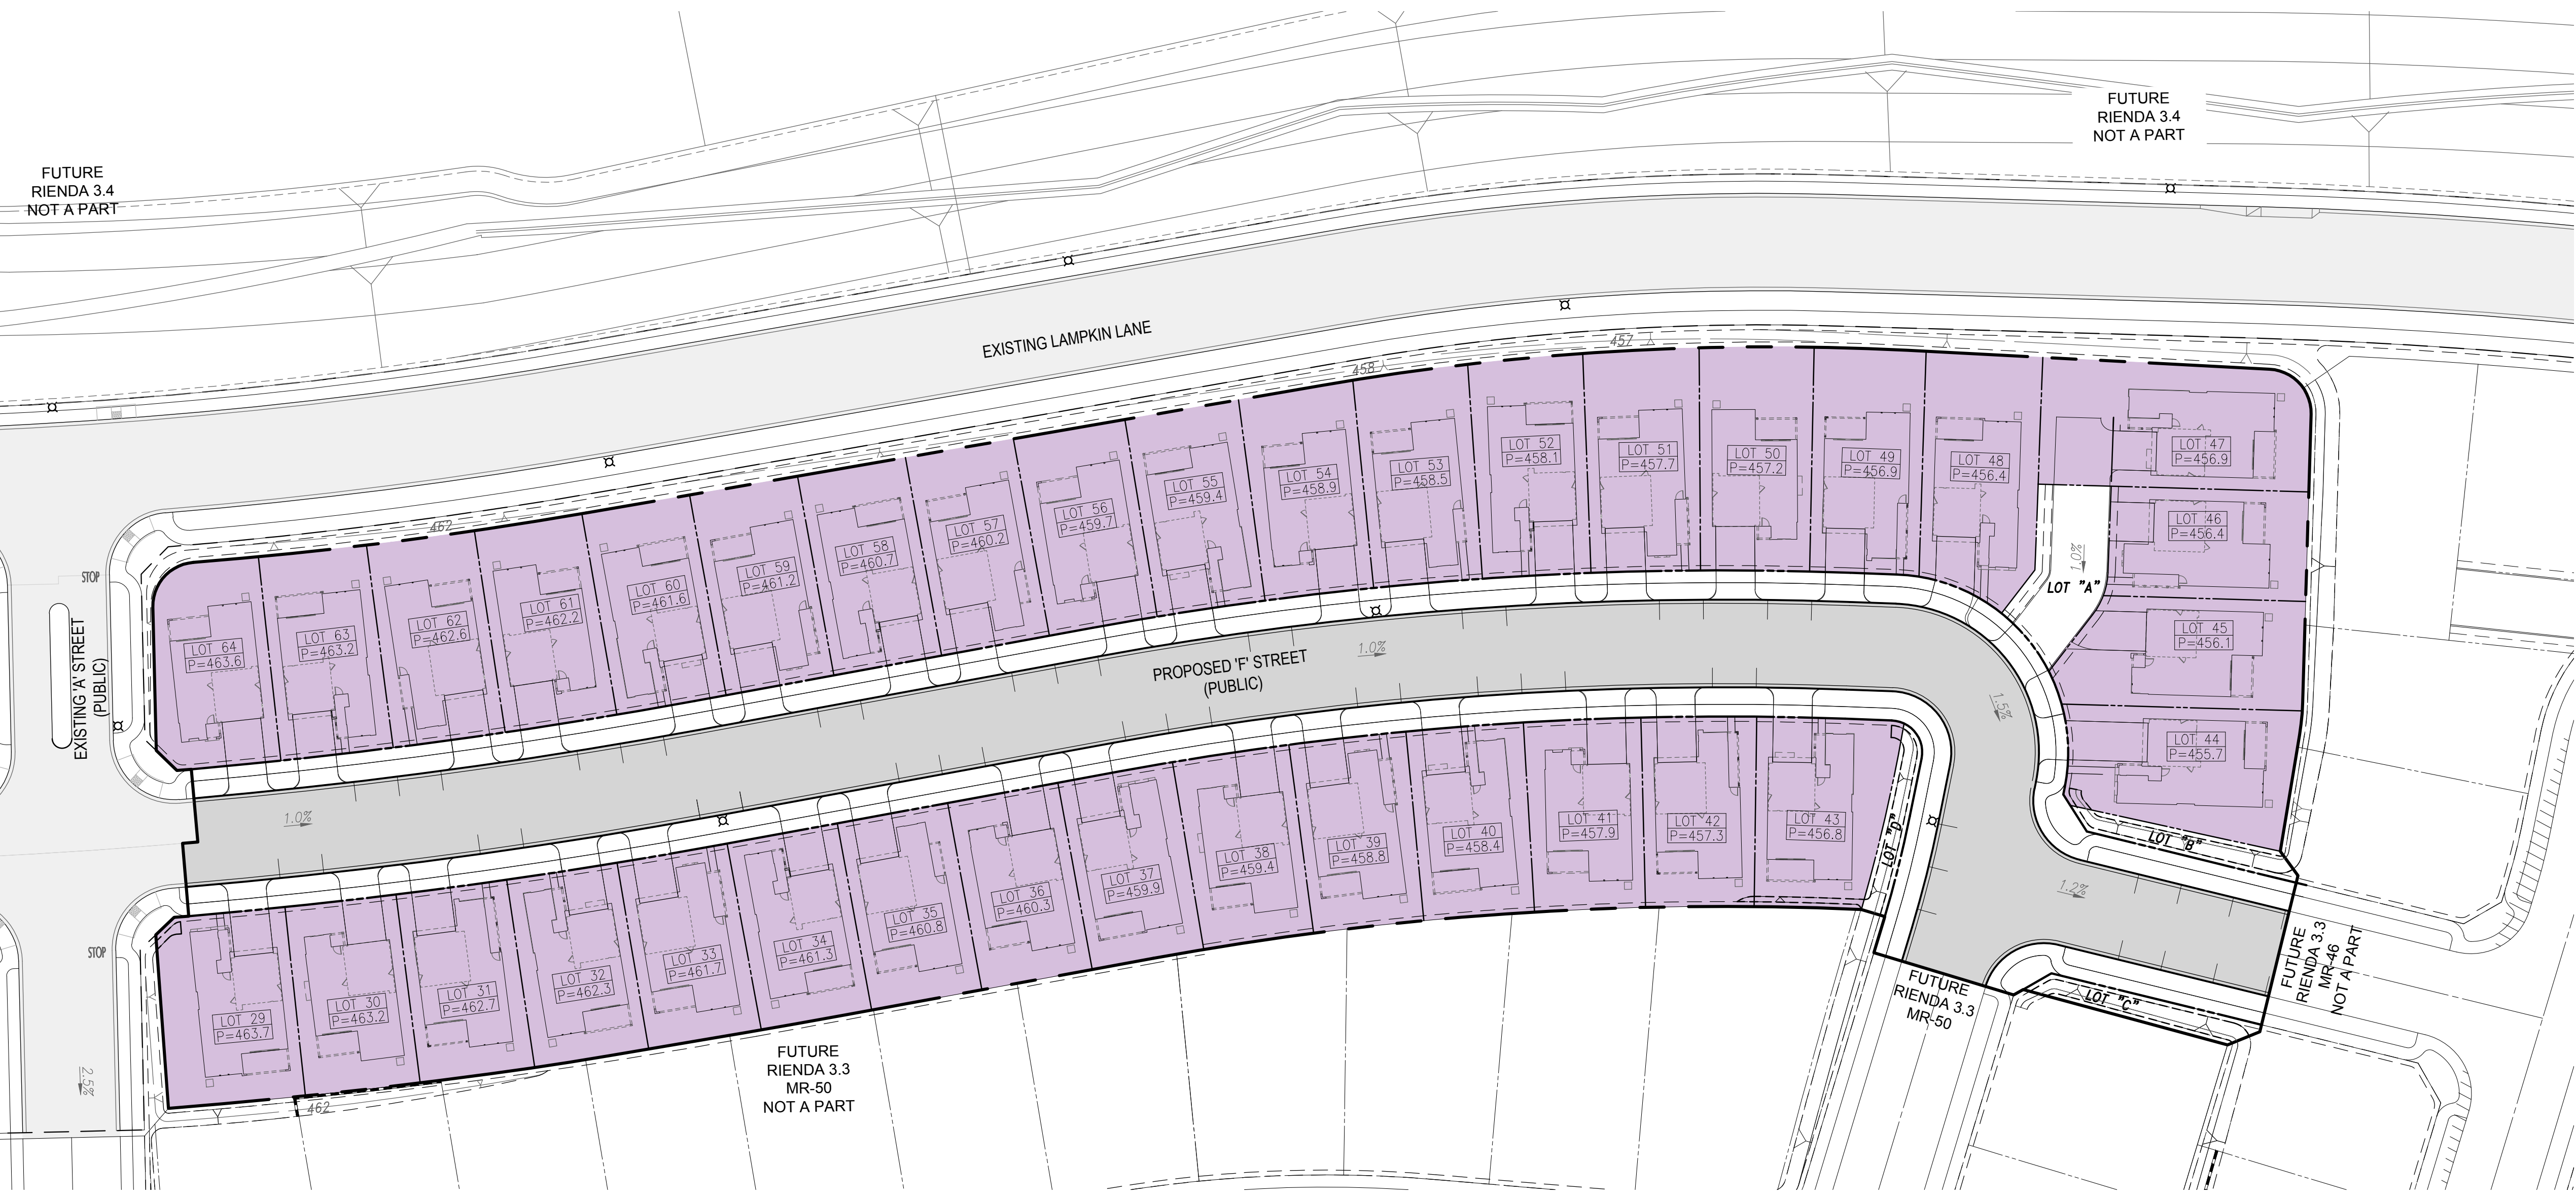 FUTURE
RIENDA 3.4
NOT A PART
FUTURE
RIENDA 3.4
NOT A PART
EXISTING LAMPKIN LANE
457
458
462
LOT 47
P=456.9
LOT 46
P=456.4
LOT 45
P=456.1
LOT 44
P=455.7
LOT 48
P=456.4
LOT 49
P=456.9
LOT 50
P=457.2
LOT 51
P=457.7
LOT 52
P=458.1
LOT 53
P=458.5
LOT 54
P=458.9
LOT 55
P=459.4
LOT 56
P=459.7
LOT 57
P=460.2
LOT 58
P=460.7
LOT 59
P=461.2
LOT 60
P=461.6
LOT 61
P=462.2
LOT 62
P=462.6
LOT 63
P=463.2
LOT 64
P=463.6
STOP
EXISTING 'A' STREET
(PUBLIC)
STOP
2.5%
1.0%
PROPOSED 'F' STREET
(PUBLIC)
1.0%
1.0%
LOT "A"
1.5%
LOT "B"
1.2%
LOT "C"
LOT "D"
LOT 29
P=463.7
LOT 30
P=463.2
LOT 31
P=462.7
LOT 32
P=462.3
LOT 33
P=461.7
LOT 34
P=461.3
LOT 35
P=460.8
LOT 36
P=460.3
LOT 37
P=459.9
LOT 38
P=459.4
LOT 39
P=458.8
LOT 40
P=458.4
LOT 41
P=457.9
LOT 42
P=457.3
LOT 43
P=456.8
462
FUTURE
RIENDA 3.3
MR-50
NOT A PART
FUTURE
RIENDA 3.3
MR-50
FUTURE
RIENDA 3.3
MR-46
NOT A PART